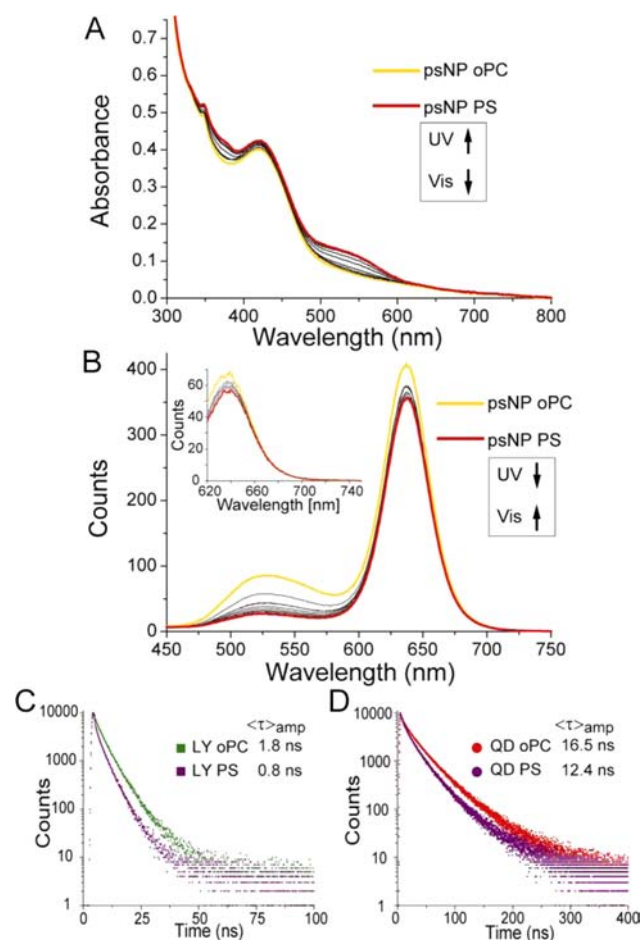 A
psNP oPC
psNP PS
UV ↑
Vis ↓
Absorbance
0.7
0.6
0.5
0.4
0.3
0.2
0.1
0.0
300 400 500 600 700 800
Wavelength (nm)
B
psNP oPC
psNP PS
UV ↓
Vis ↑
Counts
400
350
300
250
200
150
100
50
0
Counts
60
40
20
0
620 660 700 740
Wavelength [nm]
450 500 550 600 650 700 750
Wavelength (nm)
C
<τ>amp
LY oPC 1.8 ns
LY PS 0.8 ns
Counts
10000
1000
100
10
1
0 25 50 75 100
Time (ns)
D
<τ>amp
QD oPC 16.5 ns
QD PS 12.4 ns
Counts
10000
1000
100
10
1
0 100 200 300 400
Time (ns)